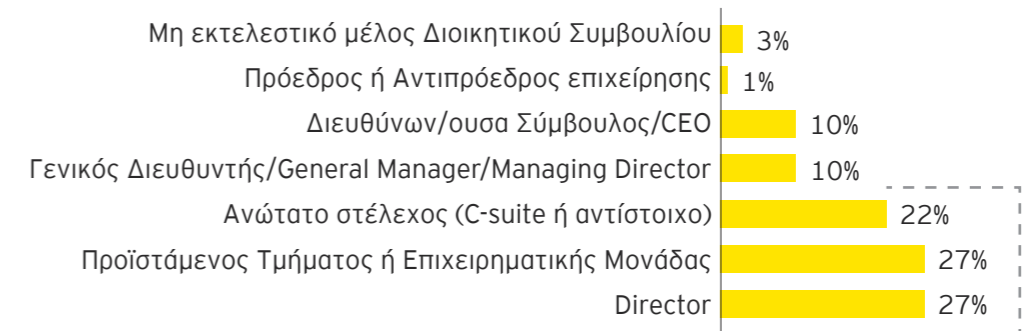 Μη εκτελεστικό μέλος Διοικητικού Συμβουλίου 3%
Πρόεδρος ή Αντιπρόεδρος επιχείρησης 1%
Διευθύνων/ουσα Σύμβουλος/CEO 10%
Γενικός Διευθυντής/General Manager/Managing Director 10%
Ανώτατο στέλεχος (C-suite ή αντίστοιχο) 22%
Προϊστάμενος Τμήματος ή Επιχειρηματικής Μονάδας 27%
Director 27%